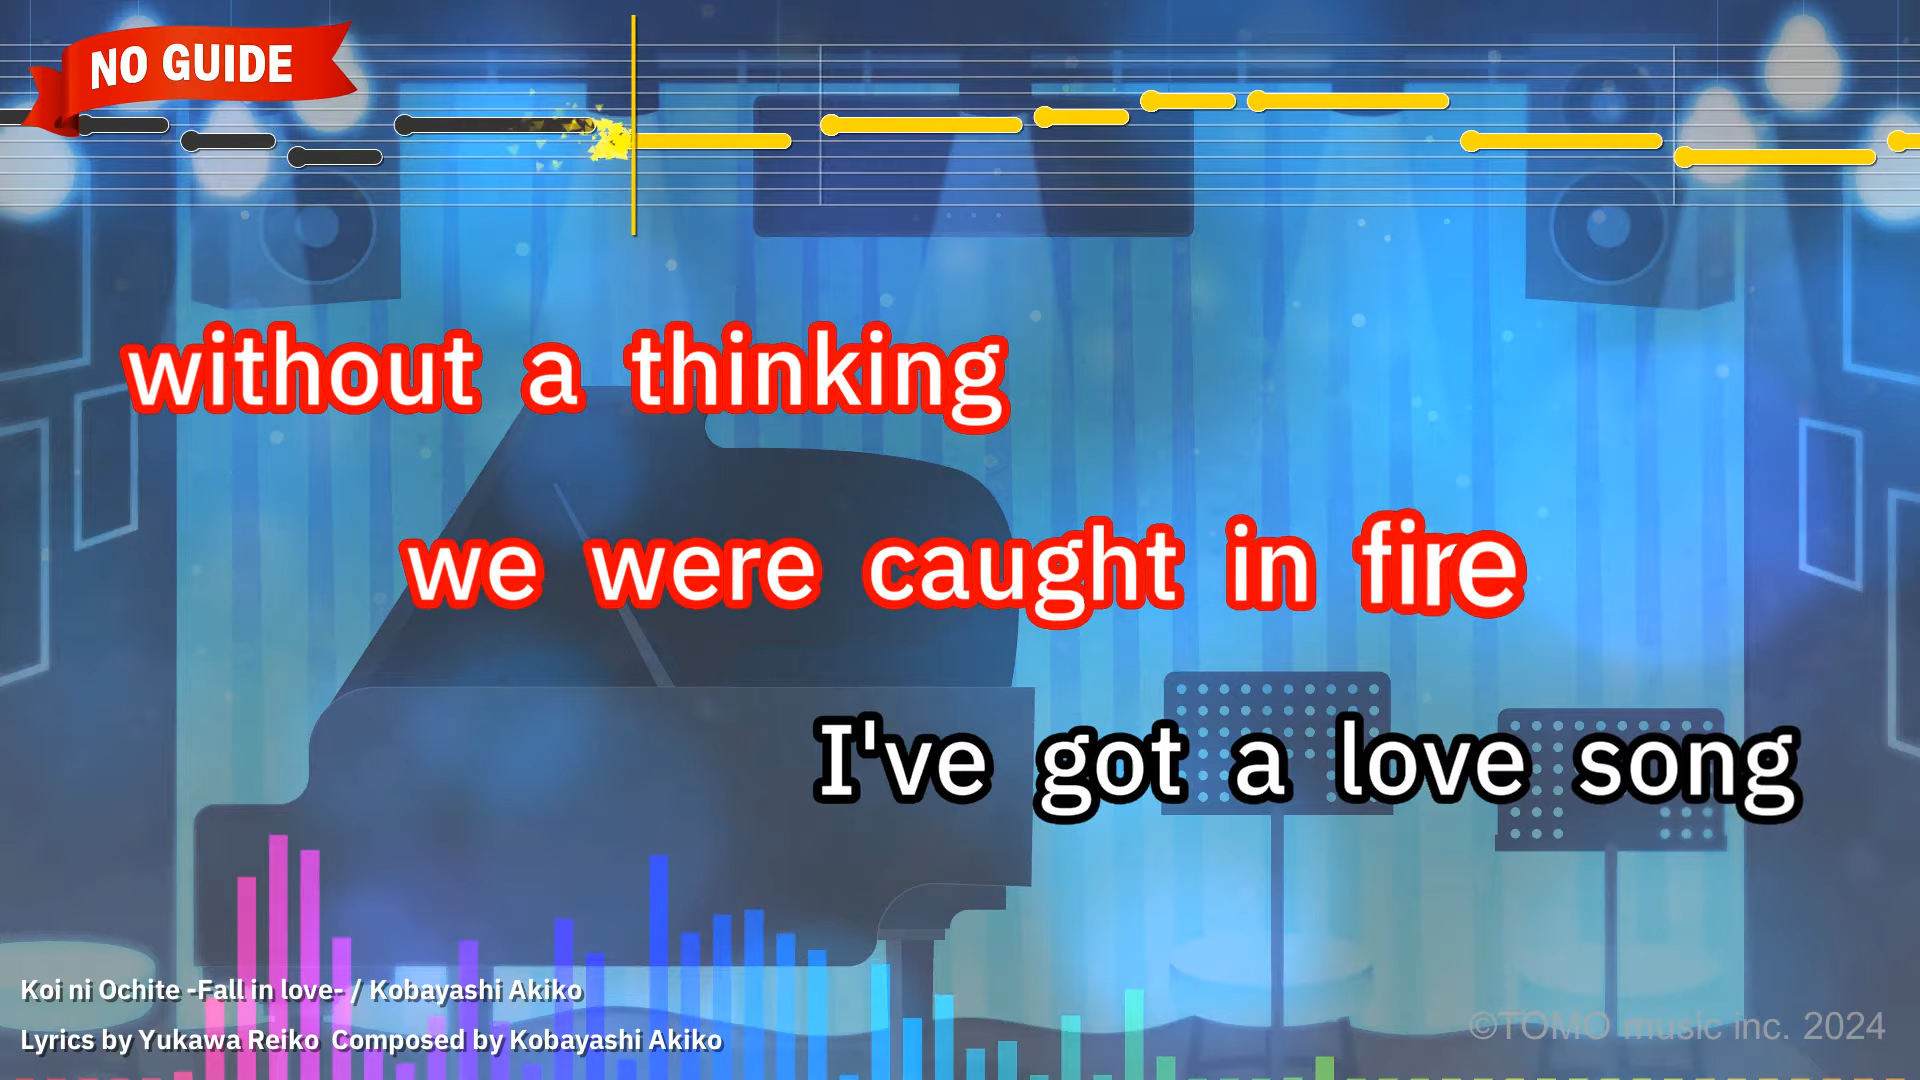 NO GUIDE
without a thinking
we were caught in fire
I've got a love song
Koi ni Ochite -Fall in love- / Kobayashi Akiko
Lyrics by Yukawa Reiko  Composed by Kobayashi Akiko
©TOMO music inc. 2024